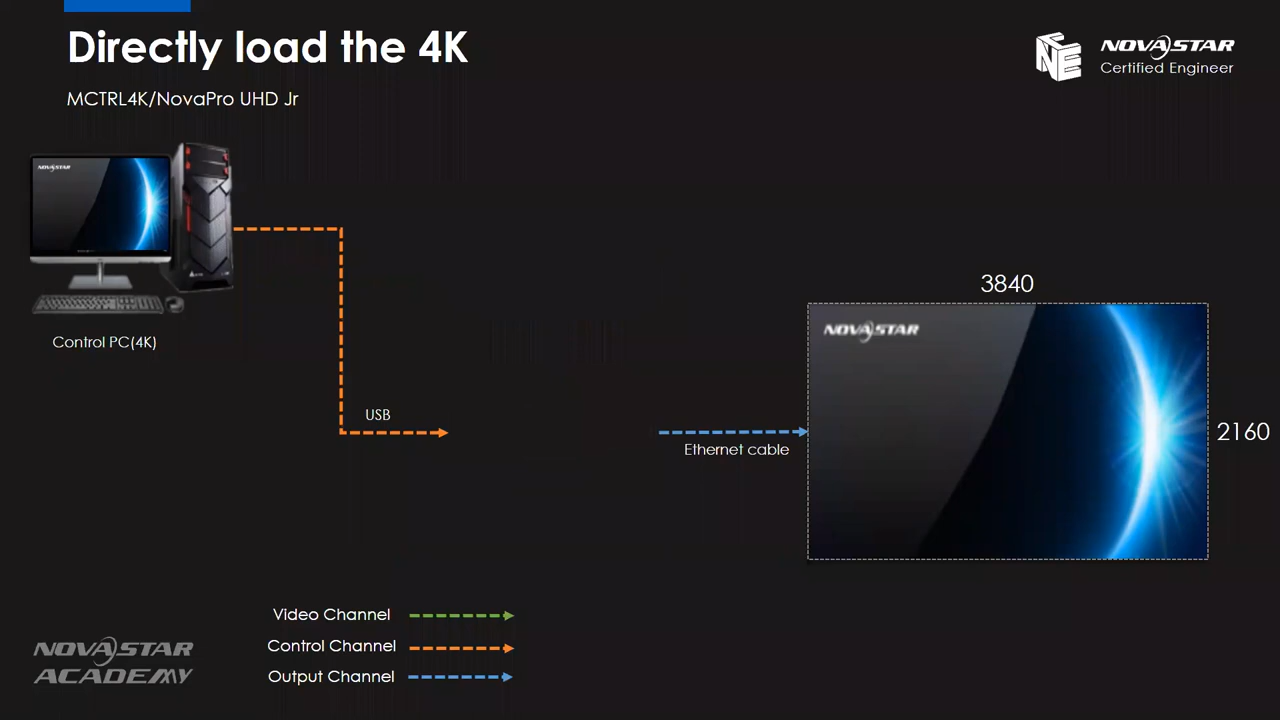 Directly load the 4K
MCTRL4K/NovaPro UHD Jr
NOVASTAR
Certified Engineer
NOVASTAR
Control PC(4K)
USB
Ethernet cable
3840
NOVASTAR
2160
Video Channel
Control Channel
Output Channel
NOVASTAR
ACADEMY